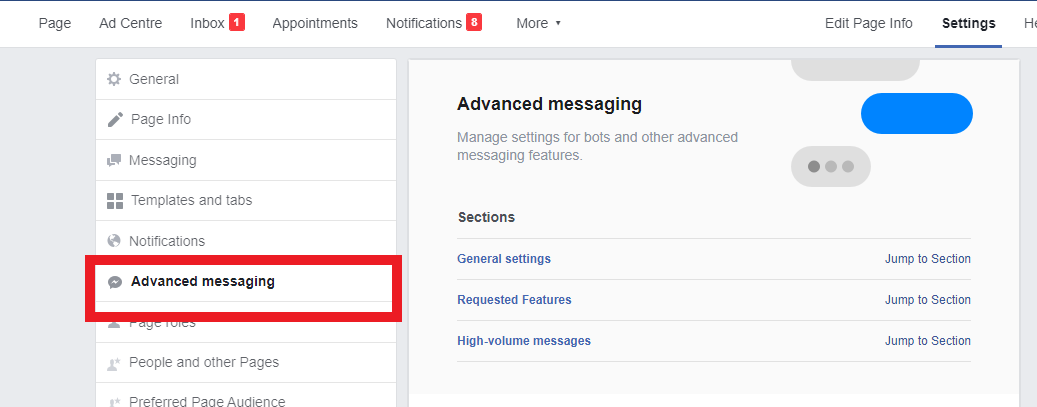 Page Ad Centre Inbox 1 Appointments Notifications 8 More Edit Page Info Settings He
General
Page Info
Messaging
Templates and tabs
Notifications
Advanced messaging
Page roles
People and other Pages
Preferred Page Audience
Advanced messaging
Manage settings for bots and other advanced
messaging features.
Sections
General settings Jump to Section
Requested Features Jump to Section
High-volume messages Jump to Section